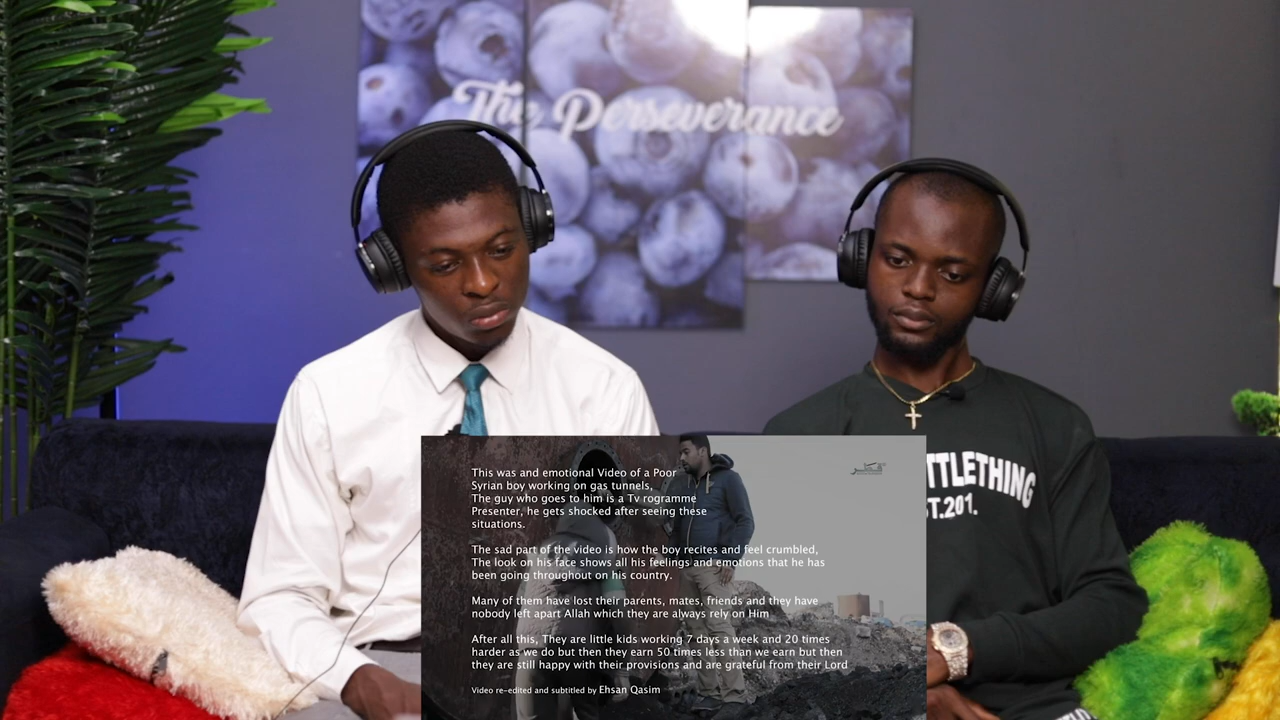 The Perseverance
This was and emotional Video of a Poor
Syrian boy working on gas tunnels,
The guy who goes to him is a Tv rogramme
Presenter, he gets shocked after seeing these
situations.
The sad part of the video is how the boy recites and feel crumbled,
The look on his face shows all his feelings and emotions that he has
been going throughout on his country.
Many of them have lost their parents, mates, friends and they have
nobody left apart Allah which they are always rely on Him
After all this, They are little kids working 7 days a week and 20 times
harder as we do but then they earn 50 times less than we earn but then
they are still happy with their provisions and are grateful from their Lord
Video re-edited and subtitled by Ehsan Qasim
TTLETHING
ST.201.